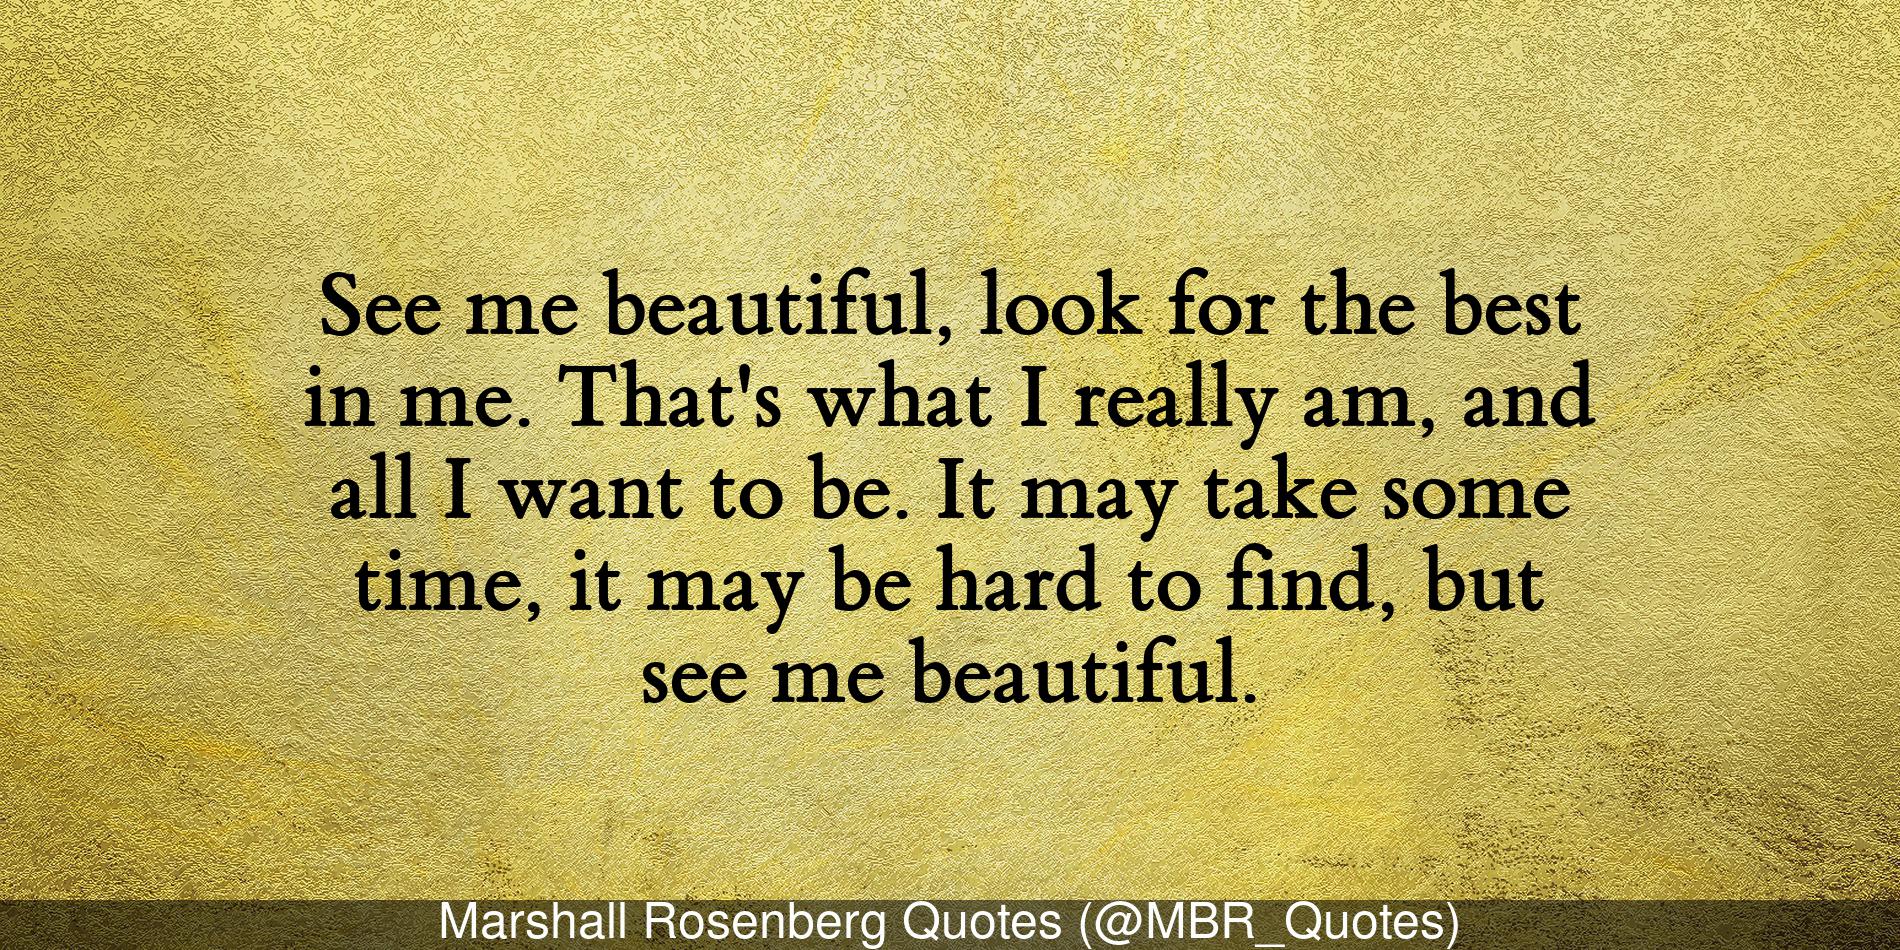 See me beautiful, look for the best
in me. That's what I really am, and
all I want to be. It may take some
time, it may be hard to find, but
see me beautiful.
Marshall Rosenberg Quotes (@MBR_Quotes)